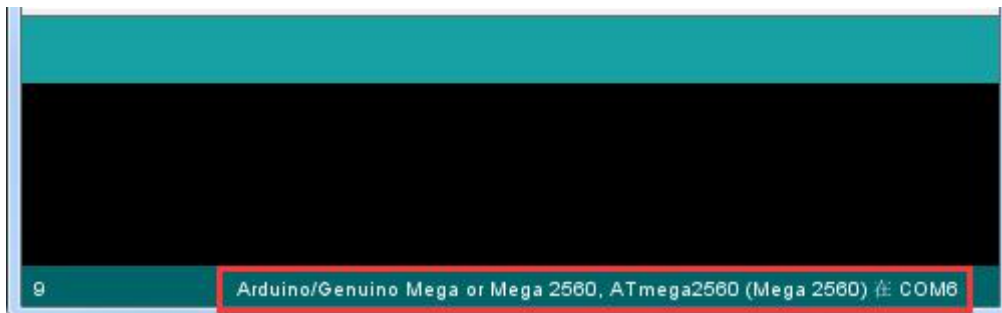 9 Arduino/Genuino Mega or Mega 2560, ATmega2560 (Mega 2560) 在 COM6